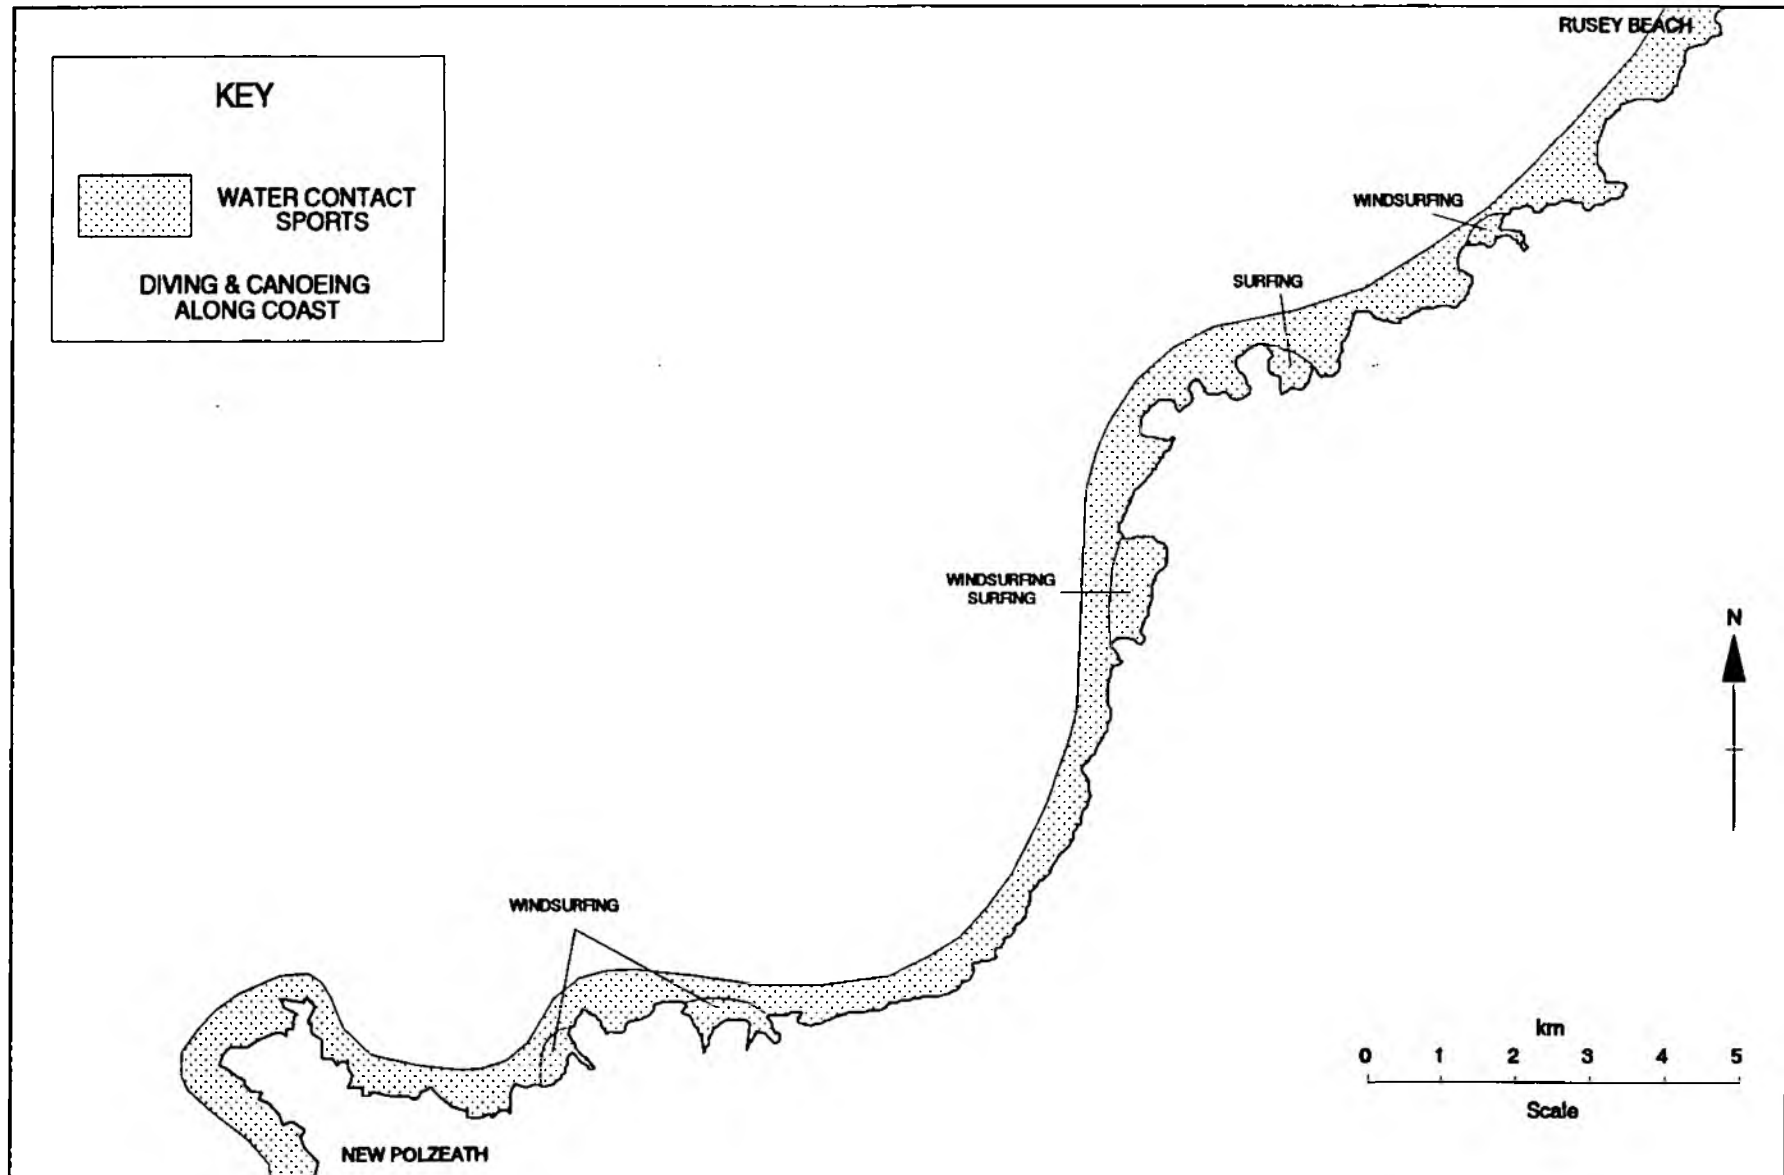 RUSEY BEACH
KEY
WATER CONTACT
SPORTS
DIVING & CANOEING
ALONG COAST
WINDSURFING
SURFING
WINDSURFING
SURFING
N
WINDSURFING
km
0 1 2 3 4 5
Scale
NEW POLZEATH